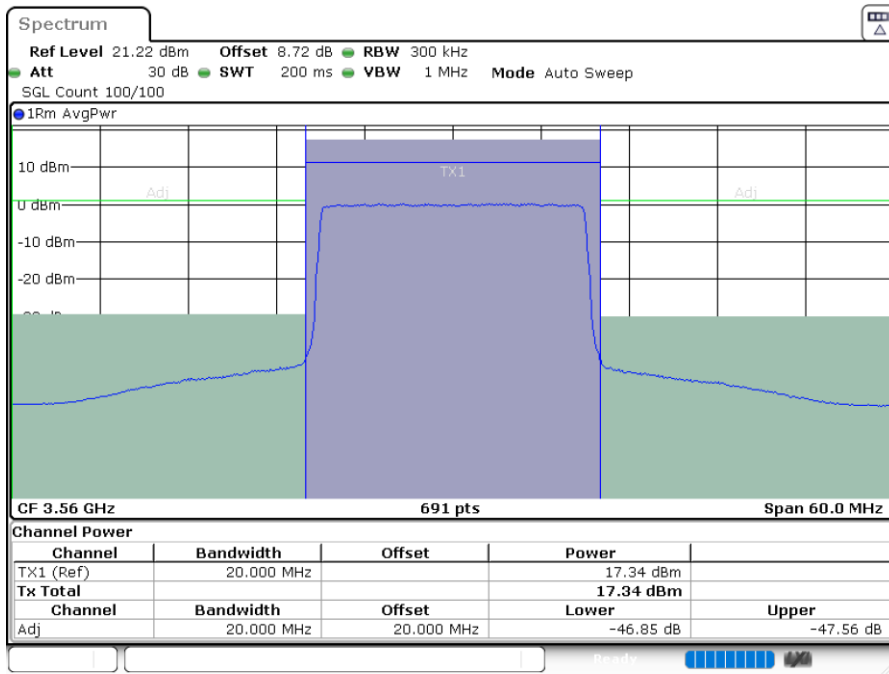 Spectrum
Ref Level 21.22 dBm Offset 8.72 dB RBW 300 kHz
Att 30 dB SWT 200 ms VBW 1 MHz Mode Auto Sweep
SGL Count 100/100
1Rm AvgPwr
10 dBm
TX1
Adj Adj
0 dBm
-10 dBm
-20 dBm
CF 3.56 GHz 691 pts Span 60.0 MHz
Channel Power
Channel Bandwidth Offset Power
TX1 (Ref) 20.000 MHz 17.34 dBm
Tx Total 17.34 dBm
Channel Bandwidth Offset Lower Upper
Adj 20.000 MHz 20.000 MHz -46.85 dB -47.56 dB
Ready